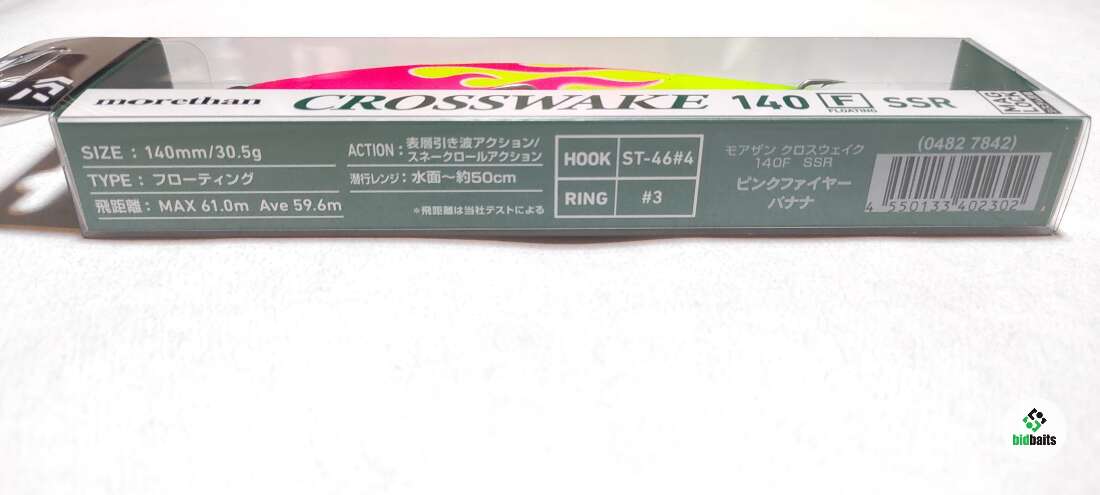 morethan CROSSWAKE 140 F SSR
FLOATING
MAG
LOCK
SIZE : 140mm/30.5g
TYPE : フローティング
飛距離 : MAX 61.0m Ave 59.6m
ACTION : 表層引き波アクション/
スネークロールアクション
潜行レンジ : 水面〜約50cm
*飛距離は当社テストによる
HOOK ST-46#4
RING #3
モアザン クロスウェイク
140F SSR
ピンクファイヤー
バナナ
(0482 7842)
4 550133 402302
bidbaits